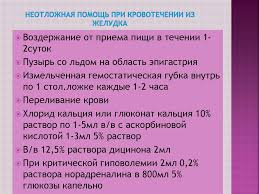 НЕОТЛОЖНАЯ ПОМОЩЬ ПРИ КРОВОТЕЧЕНИИ ИЗ
ЖЕЛУДКА
Воздержание от приема пищи в течении 1-
2суток
Пузырь со льдом на область эпигастрия
Измельченная гемостатическая губка внутрь
по 1 стол.ложке каждые 1-2 часа
Переливание крови
Хлорид кальция или глюконат кальция 10%
раствор по 1-5мл в/в с аскорбиновой
кислотой 1-3мл 5% раствор
В/в 12,5% раствора дицинона 2мл
При критической гиповолемии 2мл 0,2%
раствора норадреналина в 800мл 5%
глюкозы капельно